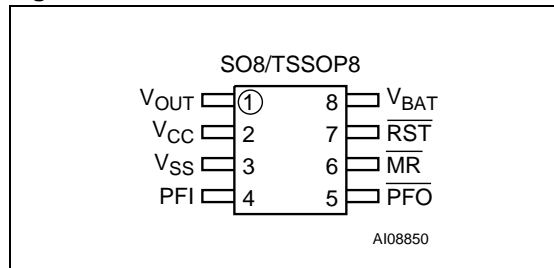 SO8/TSSOP8
VOUT 1 8 VBAT
VCC 2 7 RST
VSS 3 6 MR
PFI 4 5 PFO
AI08850